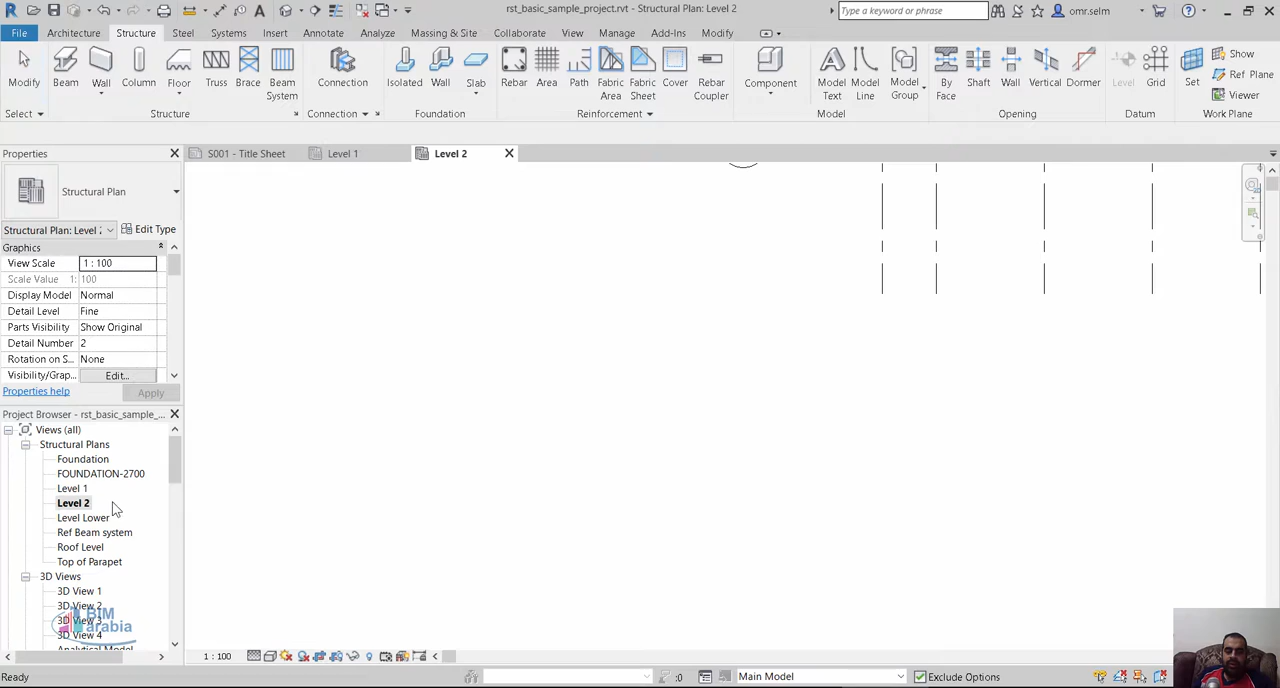 rst_basic_sample_project.rvt - Structural Plan: Level 2
Type a keyword or phrase
omr.selm
File Architecture Structure Steel Systems Insert Annotate Analyze Massing & Site Collaborate View Manage Add-Ins Modify
Modify Beam Wall Column Floor Truss Brace Beam System Connection Isolated Wall Slab Rebar Area Path Fabric Area Fabric Sheet Cover Rebar Coupler Component Model Text Model Line Model Group By Face Shaft Wall Vertical Dormer Level Grid Set Show Ref Plane Viewer
Select Structure Connection Foundation Reinforcement Model Opening Datum Work Plane
Properties
S001 - Title Sheet Level 1 Level 2
Structural Plan
Structural Plan: Level 2 Edit Type
Graphics
View Scale 1 : 100
Scale Value 1: 100
Display Model Normal
Detail Level Fine
Parts Visibility Show Original
Detail Number 2
Rotation on S... None
Visibility/Grap... Edit...
Properties help Apply
Project Browser - rst_basic_sample_...
Views (all)
Structural Plans
Foundation
FOUNDATION-2700
Level 1
Level 2
Level Lower
Ref Beam system
Roof Level
Top of Parapet
3D Views
3D View 1
3D View 2
3D View 3
3D View 4
Analytical Model
BIM
arabia
1 : 100
Ready :0 Main Model Exclude Options